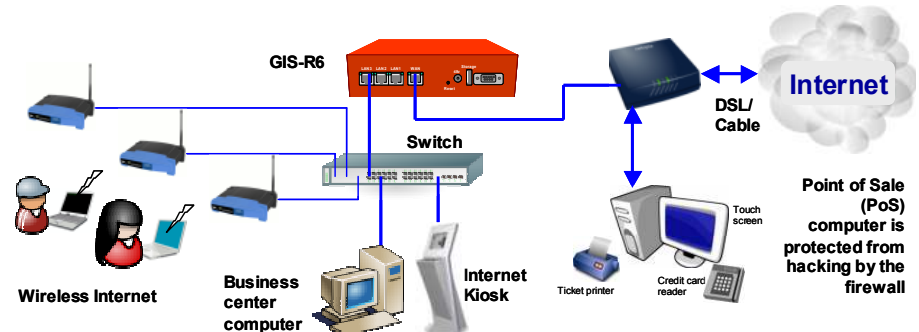 GIS-R6
LAN3 LAN2 LAN1 WAN
Storage
Reset
Internet
DSL/
Cable
Switch
Point of Sale
(PoS)
computer is
protected from
hacking by the
firewall
Touch
screen
Ticket printer
Credit card
reader
Internet
Kiosk
Business
center
computer
Wireless Internet